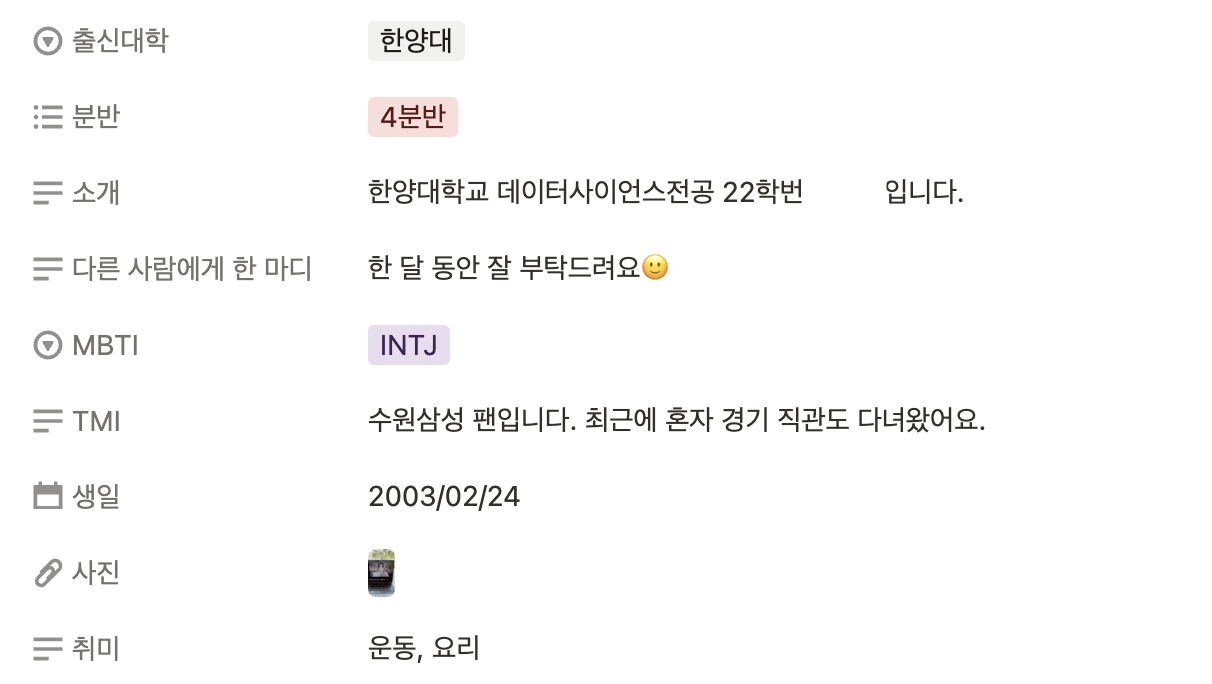 출신대학 한양대
분반 4분반
소개 한양대학교 데이터사이언스전공 22학번 입니다.
다른 사람에게 한 마디 한 달 동안 잘 부탁드려요🙂
MBTI INTJ
TMI 수원삼성 팬입니다. 최근에 혼자 경기 직관도 다녀왔어요.
생일 2003/02/24
사진
취미 운동, 요리